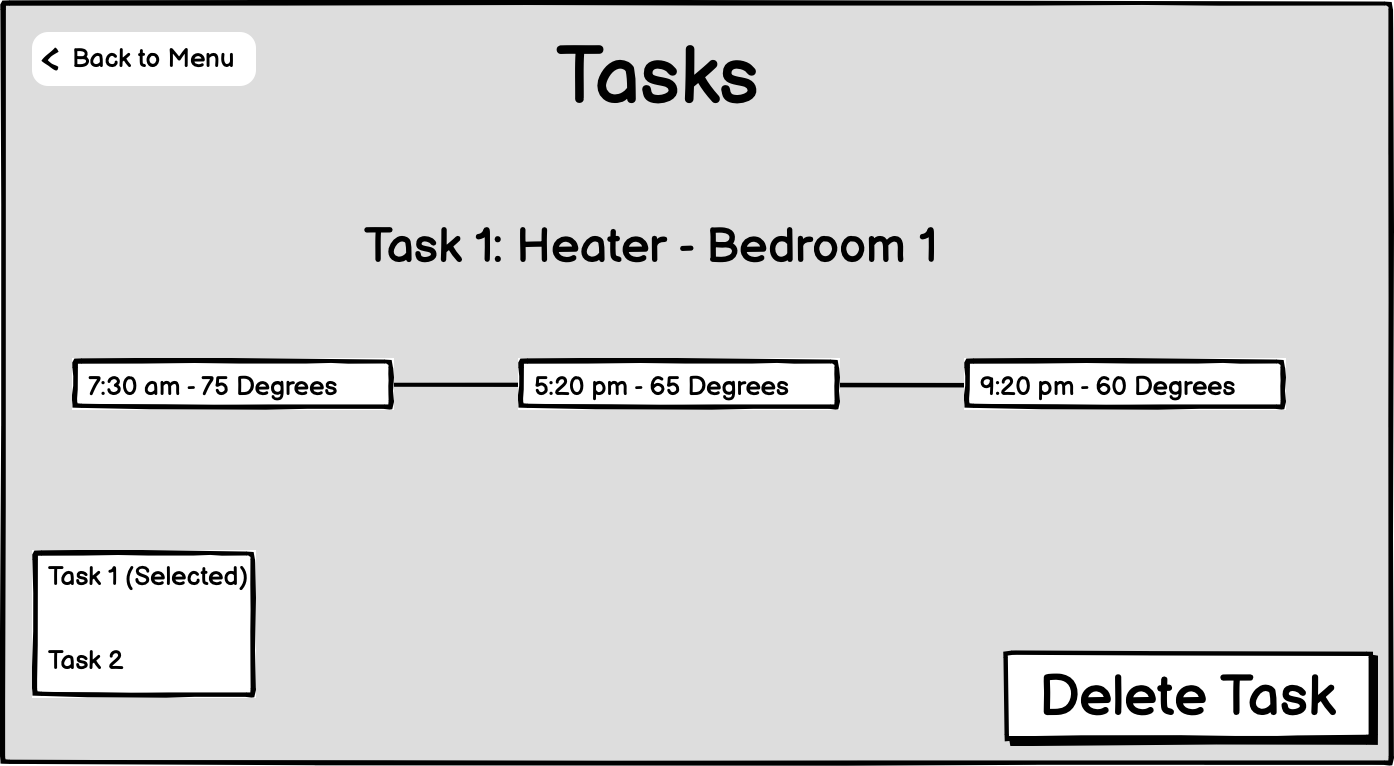 Back to Menu
Tasks
Task 1: Heater - Bedroom 1
7:30 am - 75 Degrees
5:20 pm - 65 Degrees
9:20 pm - 60 Degrees
Task 1 (Selected)
Task 2
Delete Task